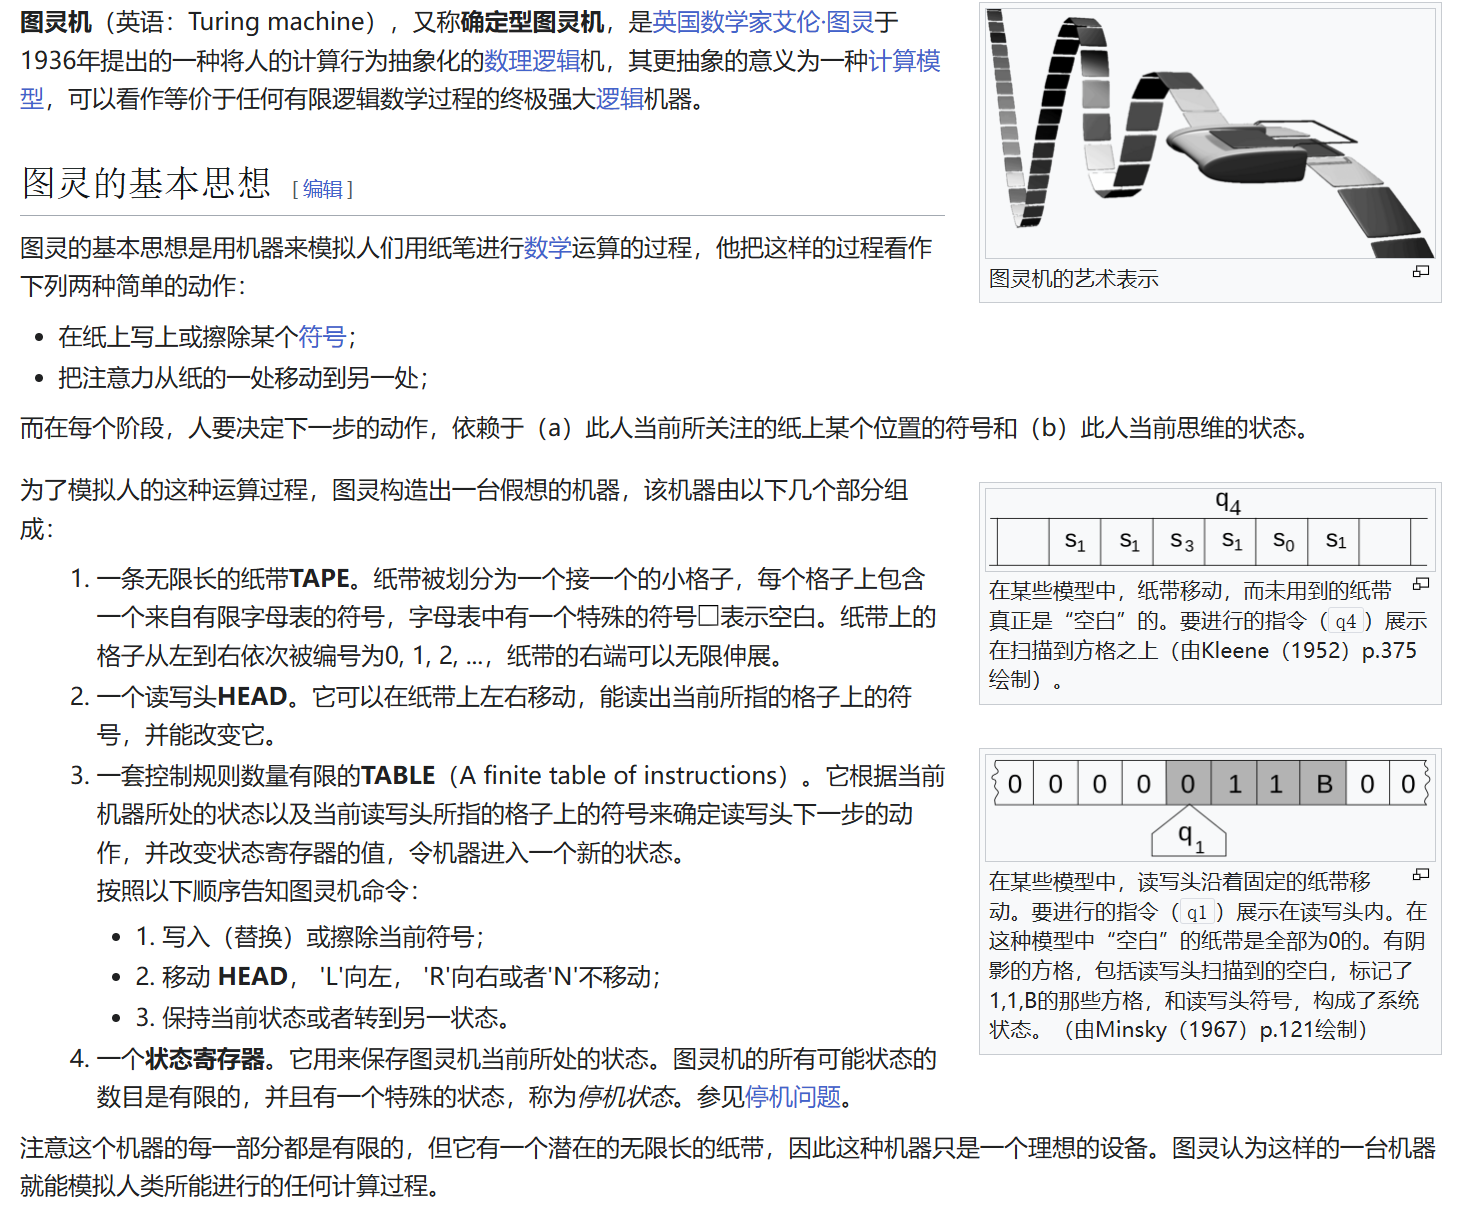 图灵机（英语：Turing machine），又称确定型图灵机，是英国数学家艾伦·图灵于
1936年提出的一种将人的计算行为抽象化的数理逻辑机，其更抽象的意义为一种计算模
型，可以看作等价于任何有限逻辑数学过程的终极强大逻辑机器。
图灵机的艺术表示
图灵的基本思想 [编辑]
图灵的基本思想是用机器来模拟人们用纸笔进行数学运算的过程，他把这样的过程看作
下列两种简单的动作：
• 在纸上写上或擦除某个符号；
• 把注意力从纸的一处移动到另一处；
而在每个阶段，人要决定下一步的动作，依赖于（a）此人当前所关注的纸上某个位置的符号和（b）此人当前思维的状态。
为了模拟人的这种运算过程，图灵构造出一台假想的机器，该机器由以下几个部分组
成：
1. 一条无限长的纸带TAPE。纸带被划分为一个接一个的小格子，每个格子上包含
一个来自有限字母表的符号，字母表中有一个特殊的符号□表示空白。纸带上的
格子从左到右依次被编号为0, 1, 2, ...，纸带的右端可以无限伸展。
2. 一个读写头HEAD。它可以在纸带上左右移动，能读出当前所指的格子上的符
号，并能改变它。
3. 一套控制规则数量有限的TABLE（A finite table of instructions）。它根据当前
机器所处的状态以及当前读写头所指的格子上的符号来确定读写头下一步的动
作，并改变状态寄存器的值，令机器进入一个新的状态。
按照以下顺序告知图灵机命令：
• 1. 写入（替换）或擦除当前符号；
• 2. 移动 HEAD， 'L'向左， 'R'向右或者'N'不移动；
• 3. 保持当前状态或者转到另一状态。
4. 一个状态寄存器。它用来保存图灵机当前所处的状态。图灵机的所有可能状态的
数目是有限的，并且有一个特殊的状态，称为停机状态。参见停机问题。
q4
s1 s1 s3 s1 s0 s1
在某些模型中，纸带移动，而未用到的纸带
真正是“空白”的。要进行的指令（q4）展示
在扫描到方格之上（由Kleene（1952）p.375
绘制）。
0 0 0 0 0 1 1 B 0 0
q1
在某些模型中，读写头沿着固定的纸带移
动。要进行的指令（q1）展示在读写头内。在
这种模型中“空白”的纸带是全部为0的。有阴
影的方格，包括读写头扫描到的空白，标记了
1,1,B的那些方格，和读写头符号，构成了系统
状态。（由Minsky（1967）p.121绘制）
注意这个机器的每一部分都是有限的，但它有一个潜在的无限长的纸带，因此这种机器只是一个理想的设备。图灵认为这样的一台机器
就能模拟人类所能进行的任何计算过程。